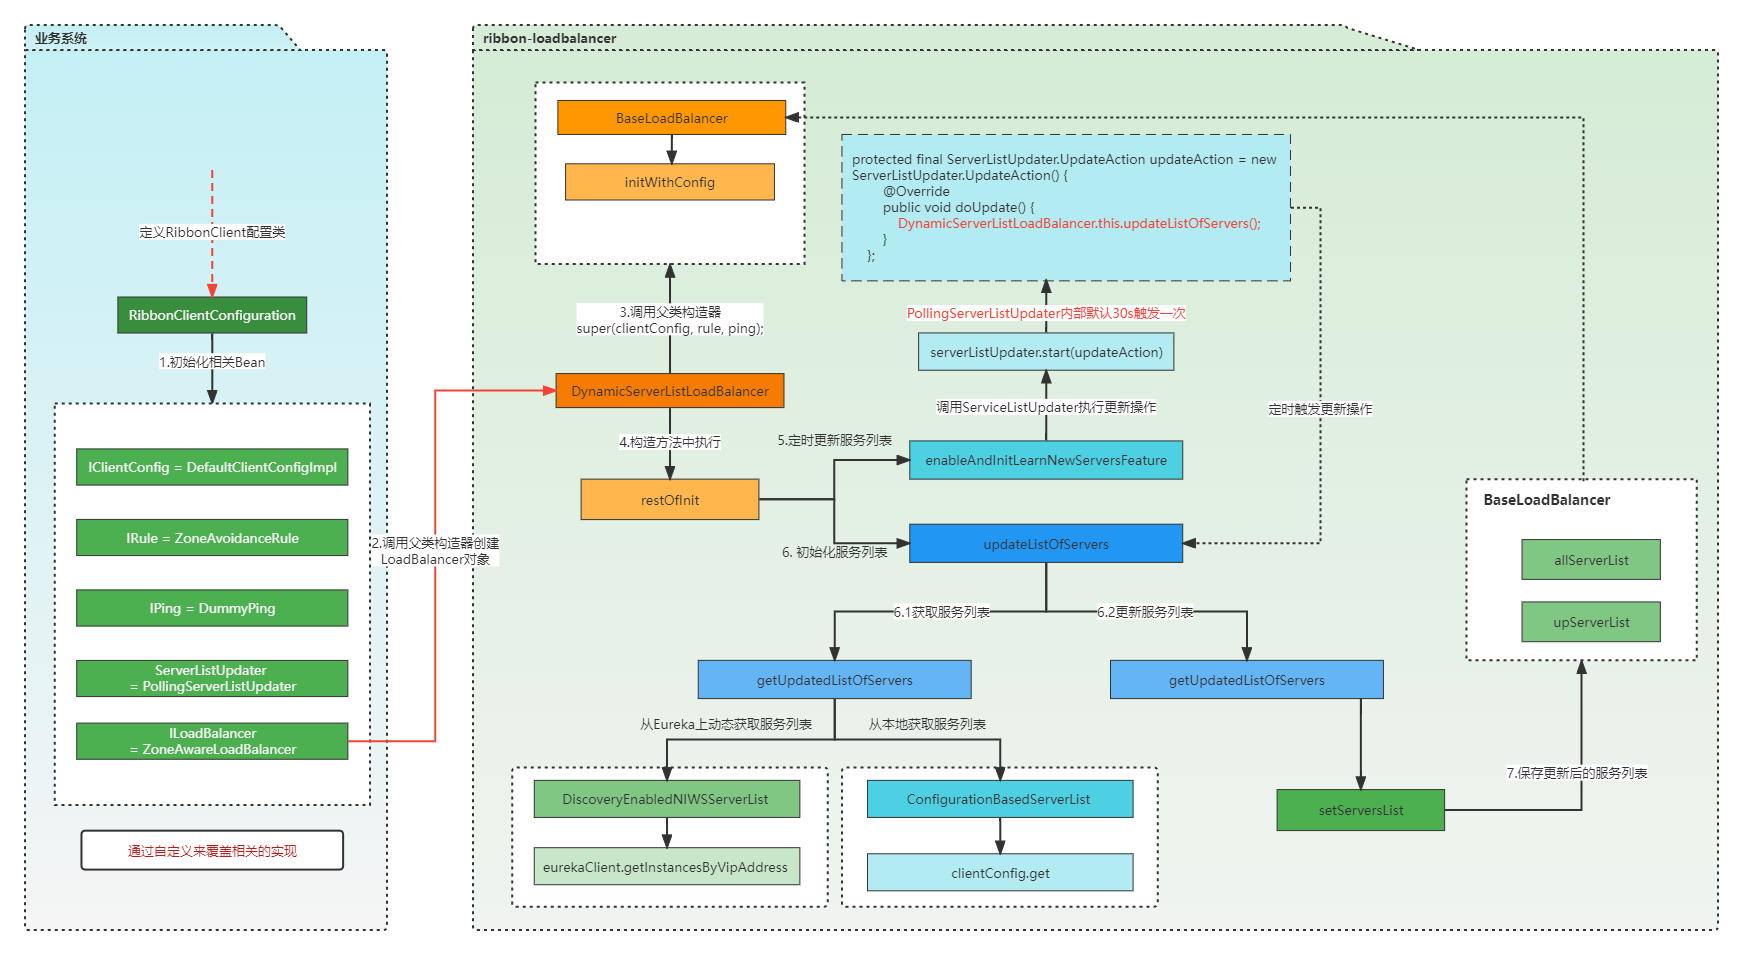 业务系统
定义RibbonClient配置类
RibbonClientConfiguration
1.初始化相关Bean
IClientConfig = DefaultClientConfigImpl
IRule = ZoneAvoidanceRule
IPing = DummyPing
ServerListUpdater
= PollingServerListUpdater
ILoadBalancer
= ZoneAwareLoadBalancer
通过自定义来覆盖相关的实现
2.调用父类构造器创建
LoadBalancer对象
ribbon-loadbalancer
BaseLoadBalancer
initWithConfig
3.调用父类构造器
super(clientConfig, rule, ping);
DynamicServerListLoadBalancer
4.构造方法中执行
restOfInit
5.定时更新服务列表
6. 初始化服务列表
protected final ServerListUpdater.UpdateAction updateAction = new
ServerListUpdater.UpdateAction() {
@Override
public void doUpdate() {
DynamicServerListLoadBalancer.this.updateListOfServers();
}
};
PollingServerListUpdater内部默认30s触发一次
serverListUpdater.start(updateAction)
调用ServiceListUpdater执行更新操作
enableAndInitLearnNewServersFeature
定时触发更新操作
updateListOfServers
6.1获取服务列表
6.2更新服务列表
getUpdatedListOfServers
getUpdatedListOfServers
从Eureka上动态获取服务列表
从本地获取服务列表
DiscoveryEnabledNIWSServerList
eurekaClient.getInstancesByVipAddress
ConfigurationBasedServerList
clientConfig.get
setServersList
7.保存更新后的服务列表
BaseLoadBalancer
allServerList
upServerList